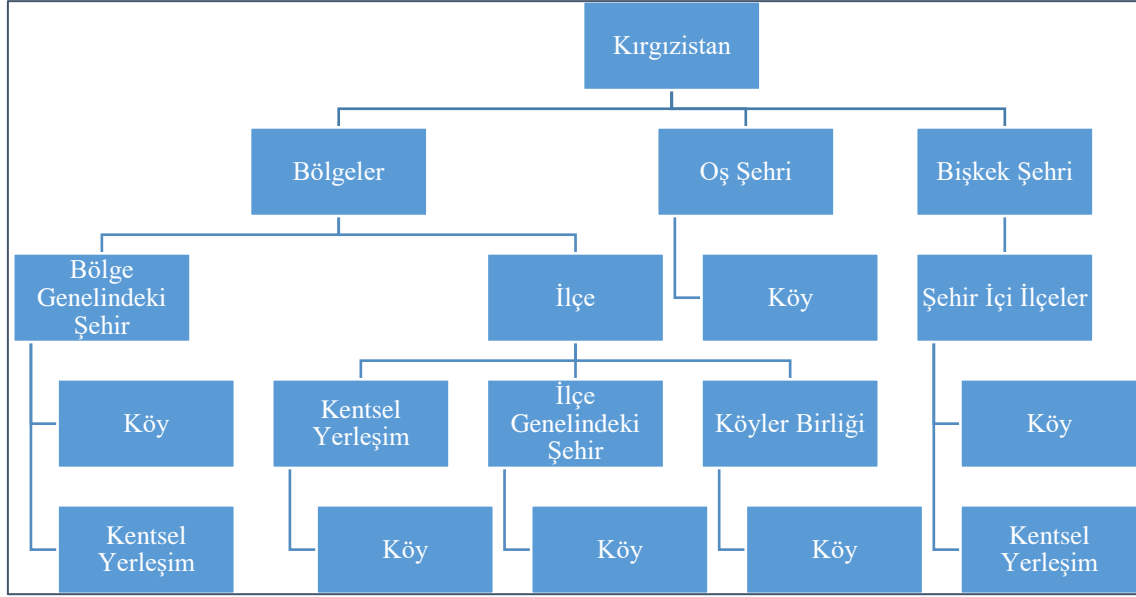 Kırgızistan
Bölgeler
Oş Şehri
Bişkek Şehri
Bölge
Genelindeki
Şehir
İlçe
Köy
Şehir İçi İlçeler
Köy
Kentsel
Yerleşim
İlçe
Genelindeki
Şehir
Köyler Birliği
Köy
Kentsel
Yerleşim
Köy
Köy
Köy
Kentsel
Yerleşim